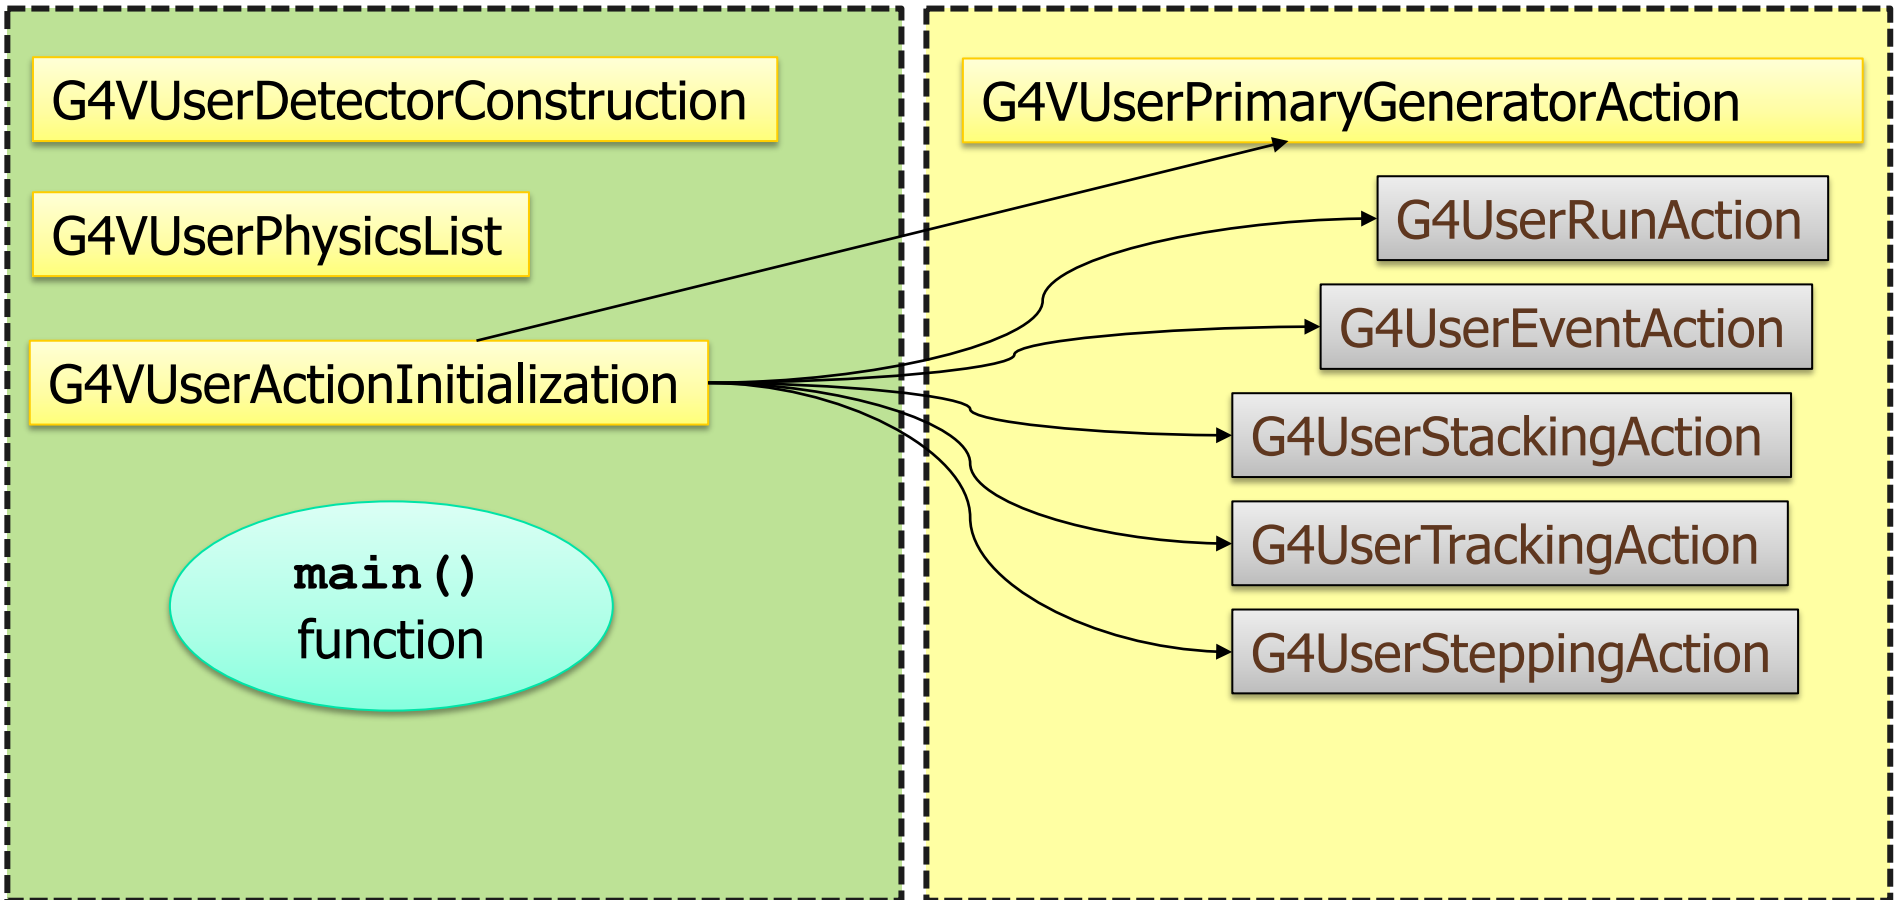 G4VUserDetectorConstruction
G4VUserPhysicsList
G4VUserActionInitialization
main()
function
G4VUserPrimaryGeneratorAction
G4UserRunAction
G4UserEventAction
G4UserStackingAction
G4UserTrackingAction
G4UserSteppingAction